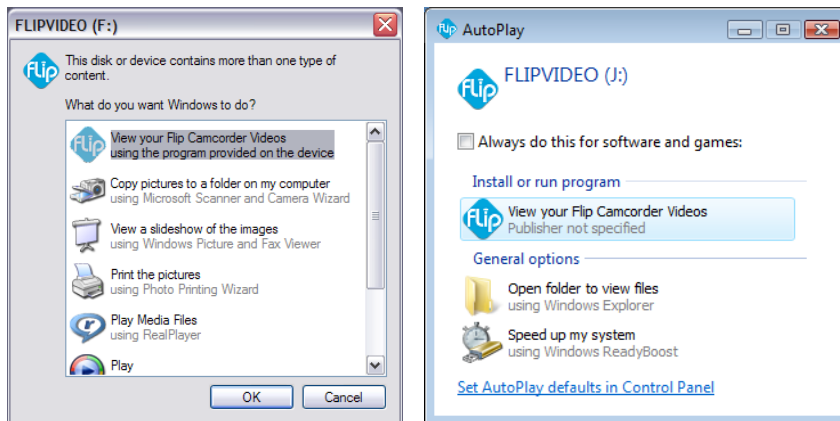 FLIPVIDEO (F:)
flip
This disk or device contains more than one type of
content.
What do you want Windows to do?
flip
View your Flip Camcorder Videos
using the program provided on the device
Copy pictures to a folder on my computer
using Microsoft Scanner and Camera Wizard
View a slideshow of the images
using Windows Picture and Fax Viewer
Print the pictures
using Photo Printing Wizard
Play Media Files
using RealPlayer
Play
OK
Cancel
flip
AutoPlay
flip
FLIPVIDEO (J:)
Always do this for software and games:
Install or run program
flip
View your Flip Camcorder Videos
Publisher not specified
General options
Open folder to view files
using Windows Explorer
Speed up my system
using Windows ReadyBoost
Set AutoPlay defaults in Control Panel